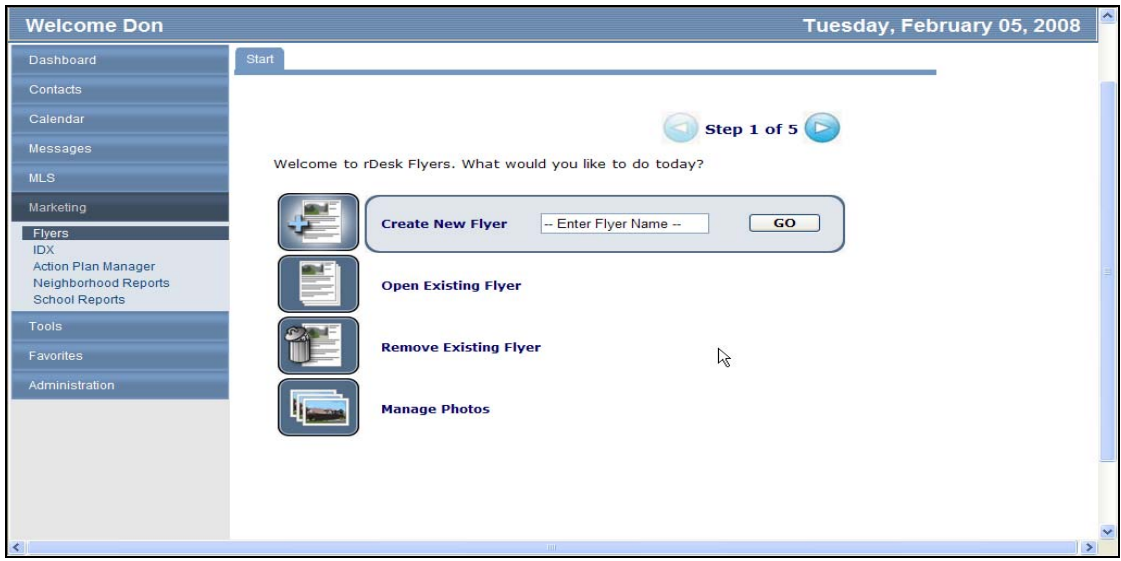 Welcome Don
Tuesday, February 05, 2008
Dashboard
Contacts
Calendar
Messages
MLS
Marketing
Flyers
IDX
Action Plan Manager
Neighborhood Reports
School Reports
Tools
Favorites
Administration
Start
Step 1 of 5
Welcome to rDesk Flyers. What would you like to do today?
Create New Flyer
-- Enter Flyer Name --
GO
Open Existing Flyer
Remove Existing Flyer
Manage Photos